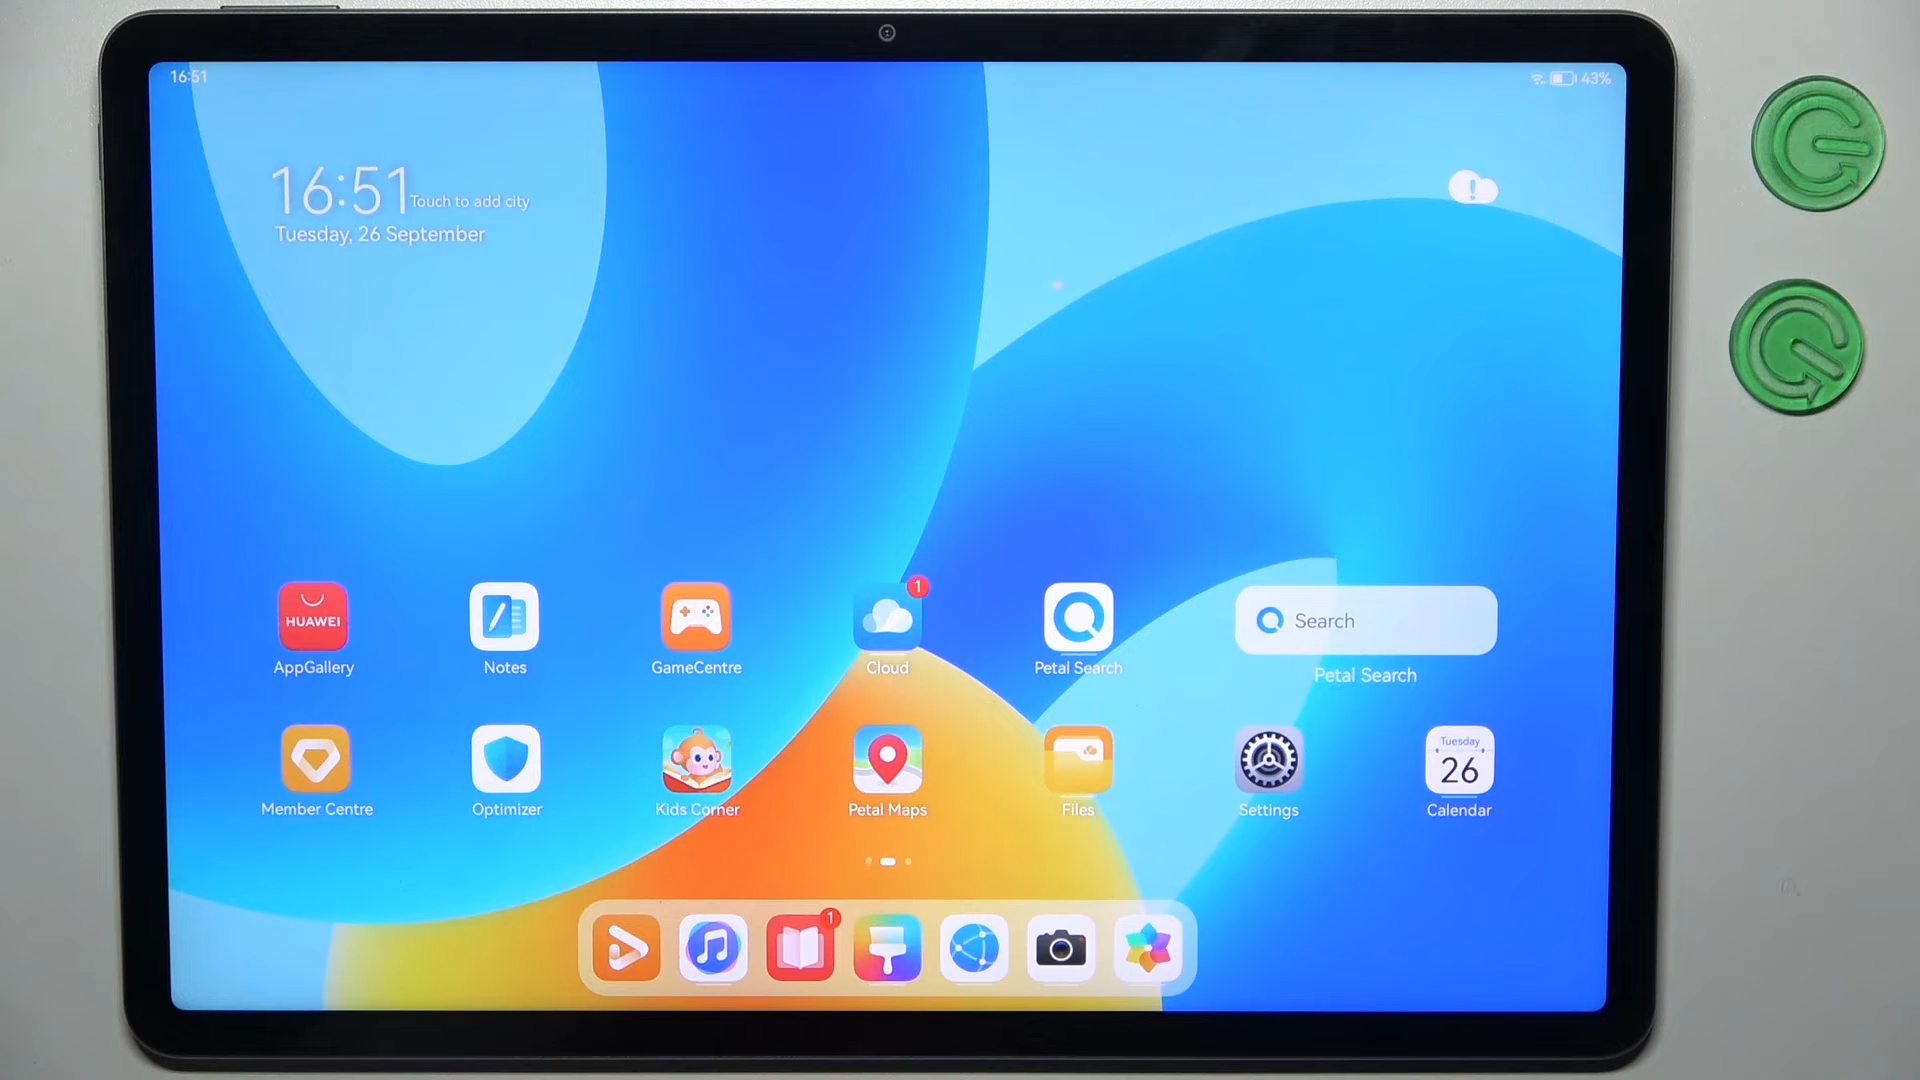 16:51
43%
16:51 Touch to add city
Tuesday, 26 September
1
HUAWEI
Search
AppGallery
Notes
GameCentre
Cloud
Petal Search
Petal Search
Tuesday
26
Member Centre
Optimizer
Kids Corner
Petal Maps
Files
Settings
Calendar
1